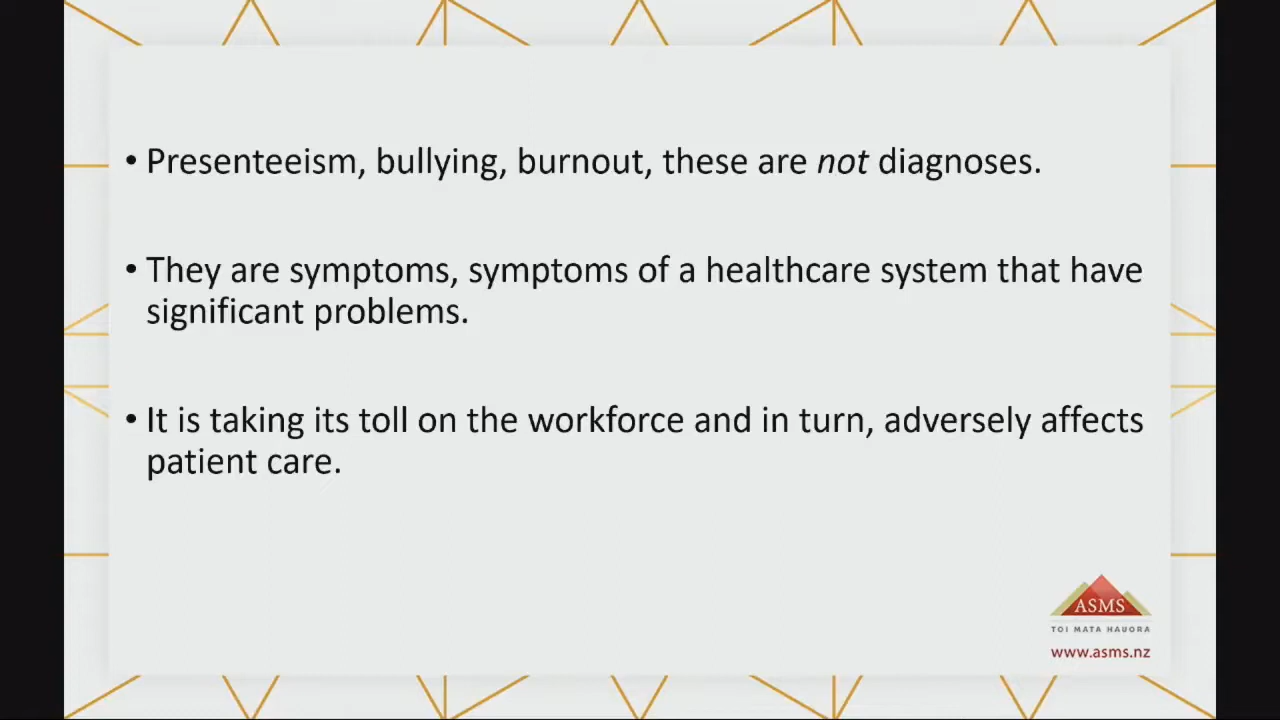 • Presenteeism, bullying, burnout, these are not diagnoses.
• They are symptoms, symptoms of a healthcare system that have
significant problems.
• It is taking its toll on the workforce and in turn, adversely affects
patient care.
ASMS
TOI MATA HAUORA
www.asms.nz